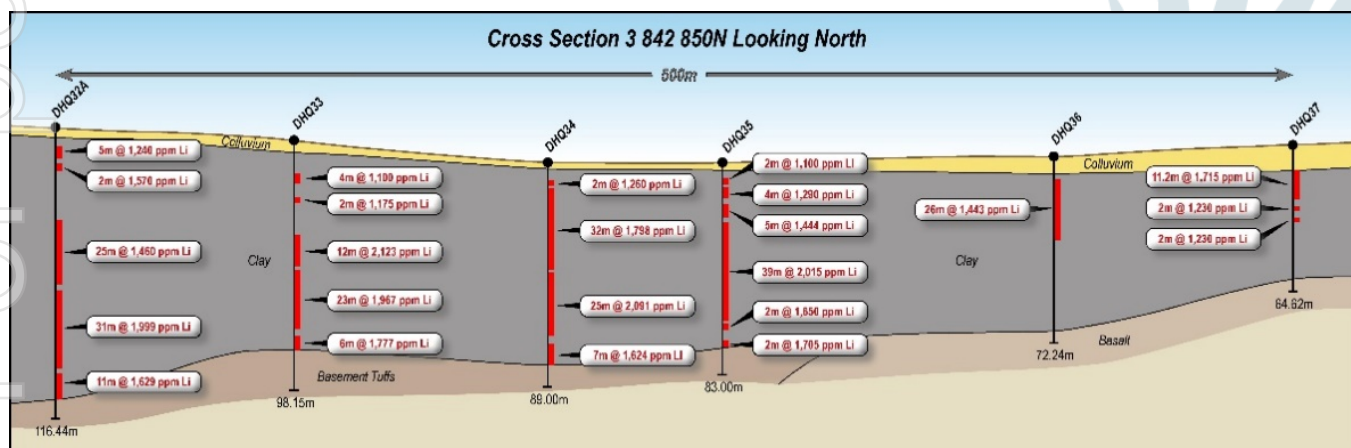 Cross Section 3 842 850N Looking North
500m
DHQ32A
DHQ33
DHQ34
DHQ35
DHQ36
DHQ37
Colluvium
Colluvium
5m @ 1,240 ppm Li
2m @ 1,570 ppm Li
25m @ 1,460 ppm Li
31m @ 1,999 ppm Li
11m @ 1,629 ppm Li
116.44m
4m @ 1,100 ppm Li
2m @ 1,175 ppm Li
12m @ 2,123 ppm Li
23m @ 1,967 ppm Li
6m @ 1,777 ppm Li
98.15m
Clay
Basement Tuffs
2m @ 1,260 ppm Li
32m @ 1,798 ppm Li
25m @ 2,091 ppm Li
7m @ 1,624 ppm Li
89.00m
2m @ 1,100 ppm Li
4m @ 1,290 ppm Li
5m @ 1,444 ppm Li
39m @ 2,015 ppm Li
2m @ 1,650 ppm Li
2m @ 1,705 ppm Li
83.00m
26m @ 1,443 ppm Li
Clay
72.24m
Basalt
11.2m @ 1,715 ppm Li
2m @ 1,230 ppm Li
2m @ 1,230 ppm Li
64.62m